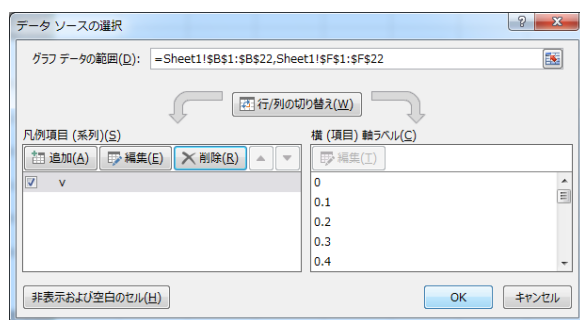 データ ソースの選択
グラフ データの範囲(D): =Sheet1!$B$1:$B$22,Sheet1!$F$1:$F$22
行/列の切り替え(W)
凡例項目 (系列)(S)
追加(A) 編集(E) 削除(R)
v
横 (項目) 軸ラベル(C)
編集(T)
0
0.1
0.2
0.3
0.4
非表示および空白のセル(H)
OK キャンセル